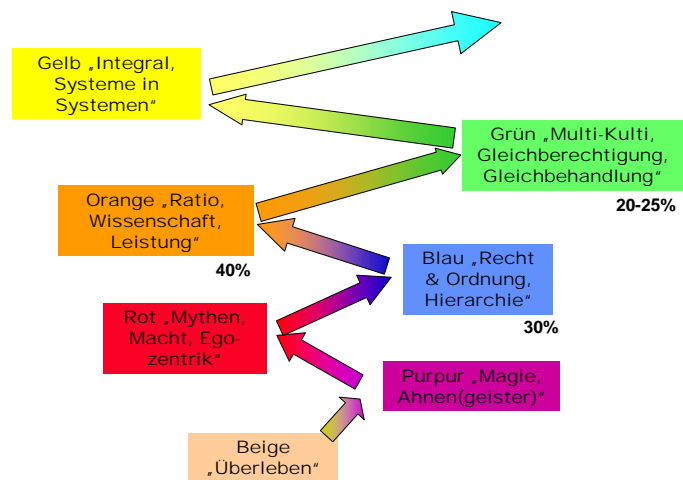 Gelb „Integral,
Systeme in
Systemen“
Grün „Multi-Kulti,
Gleichberechtigung,
Gleichbehandlung“
20-25%
Orange „Ratio,
Wissenschaft,
Leistung“
40%
Blau „Recht
& Ordnung,
Hierarchie“
30%
Rot „Mythen,
Macht, Ego-
zentrik“
Purpur „Magie,
Ahnen(geister)“
Beige
„Überleben“